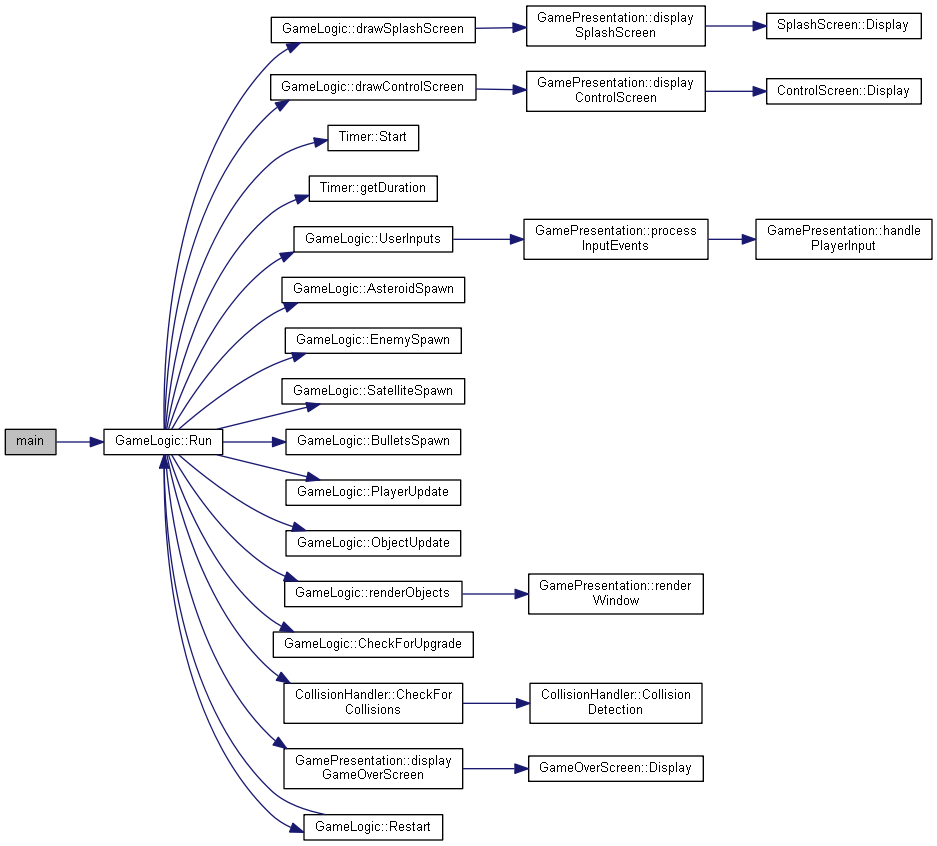 GameLogic::drawSplashScreen
GamePresentation::display
SplashScreen
SplashScreen::Display
GameLogic::drawControlScreen
GamePresentation::display
ControlScreen
ControlScreen::Display
Timer::Start
Timer::getDuration
GameLogic::UserInputs
GamePresentation::process
InputEvents
GamePresentation::handle
PlayerInput
GameLogic::AsteroidSpawn
GameLogic::EnemySpawn
GameLogic::SatelliteSpawn
main
GameLogic::Run
GameLogic::BulletsSpawn
GameLogic::PlayerUpdate
GameLogic::ObjectUpdate
GameLogic::renderObjects
GamePresentation::render
Window
GameLogic::CheckForUpgrade
CollisionHandler::CheckFor
Collisions
CollisionHandler::Collision
Detection
GamePresentation::display
GameOverScreen
GameOverScreen::Display
GameLogic::Restart